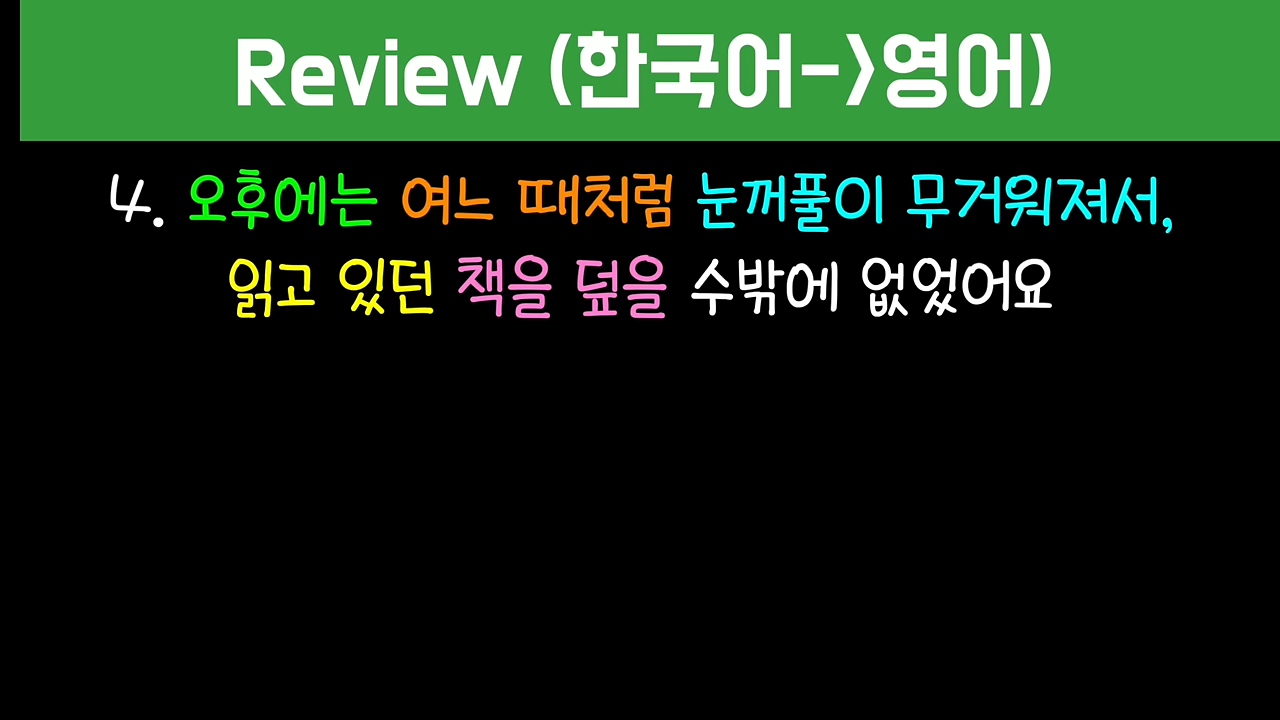 Review (한국어->영어)
4. 오후에는 여느 때처럼 눈꺼풀이 무거워져서,
읽고 있던 책을 덮을 수밖에 없었어요